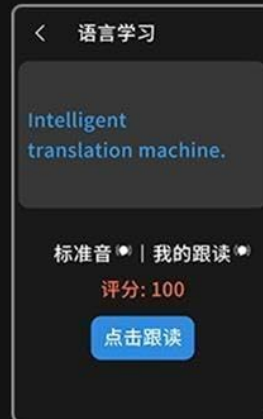 语言学习
Intelligent
translation machine.
标准音 | 我的跟读
评分: 100
点击跟读